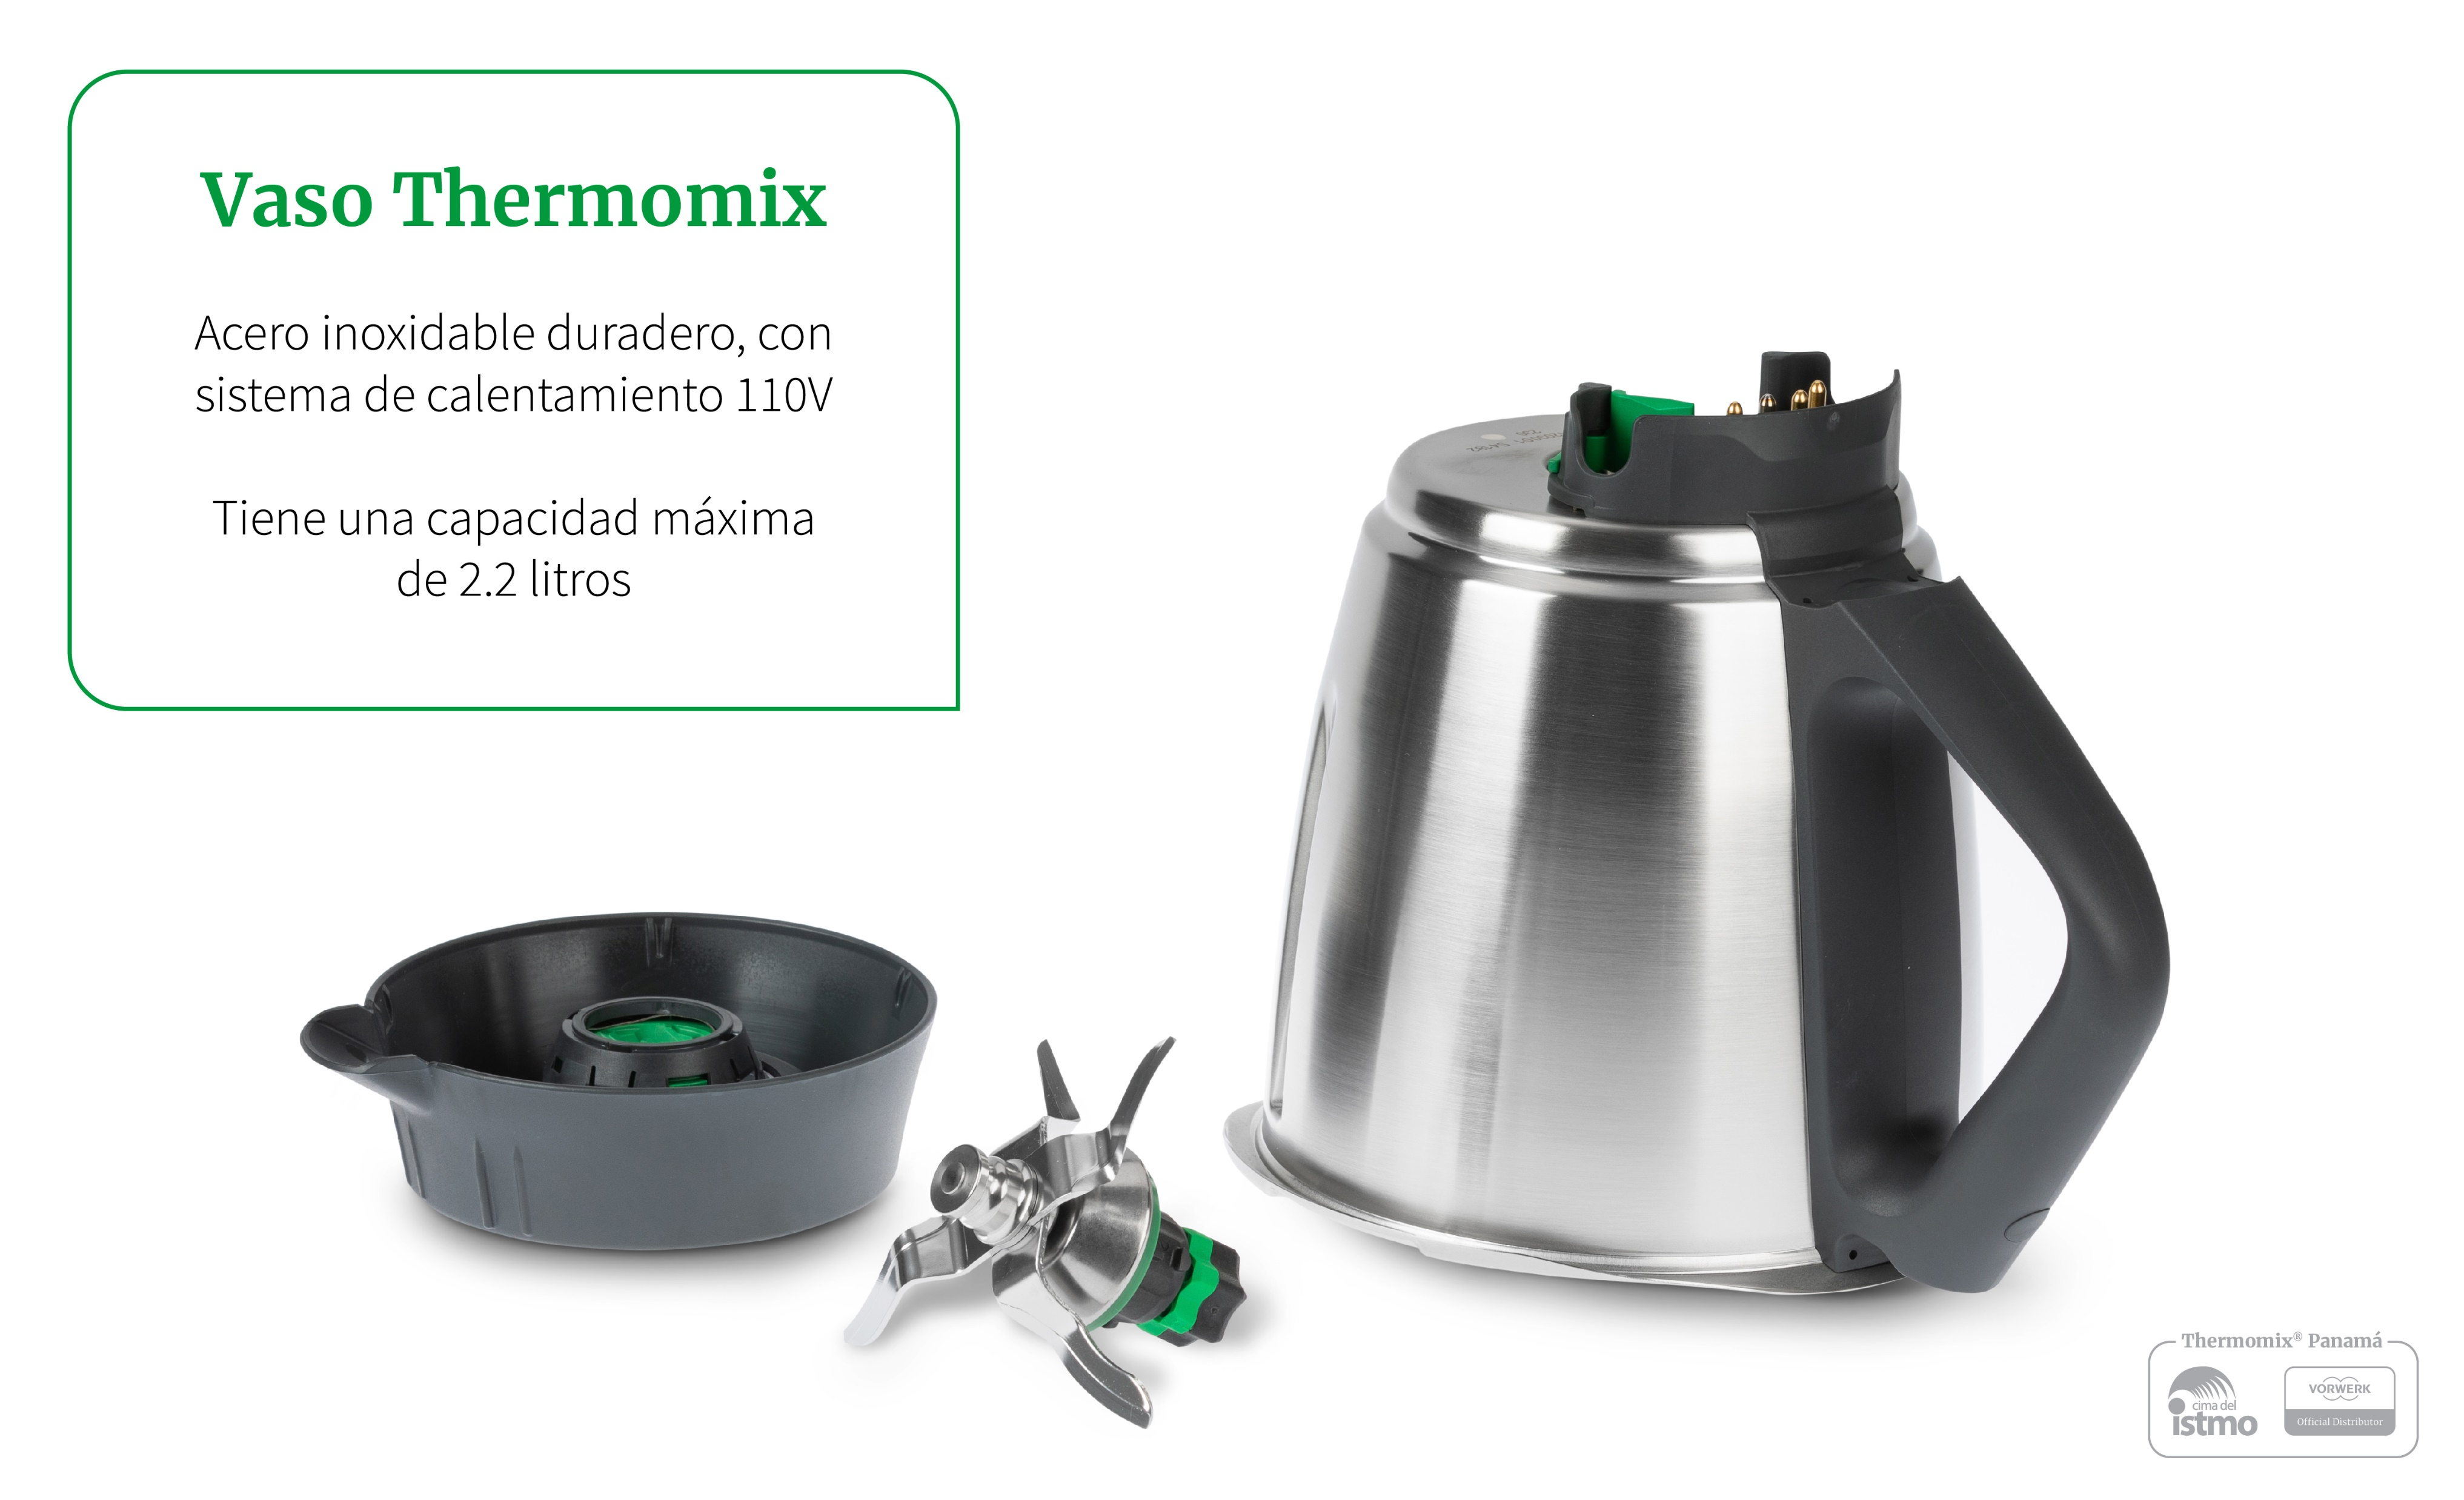 Vaso Thermomix
Acero inoxidable duradero, con
sistema de calentamiento 110V
Tiene una capacidad máxima
de 2.2 litros
Thermomix® Panamá
cima del
istmo
VORWERK
Official Distributor